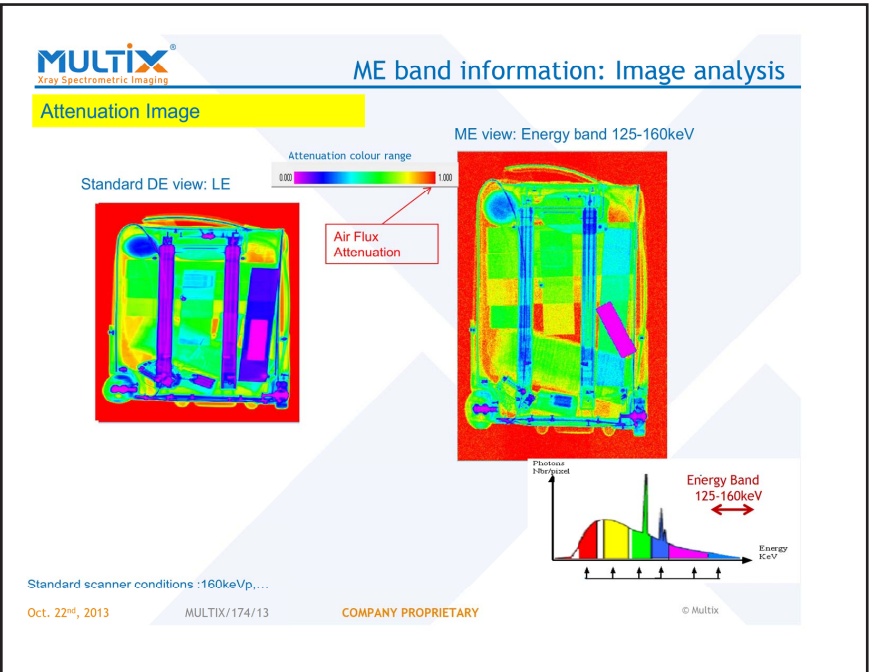 MULTIX®
Xray Spectrometric Imaging
ME band information: Image analysis
Attenuation Image
ME view: Energy band 125-160keV
Attenuation colour range
Standard DE view: LE
0.000
1.000
Air Flux
Attenuation
Photons
Nbr/pixel
Energy Band
125-160keV
Energy
KeV
Standard scanner conditions :160keVp,...
Oct. 22nd, 2013
MULTIX/174/13
COMPANY PROPRIETARY
© Multix